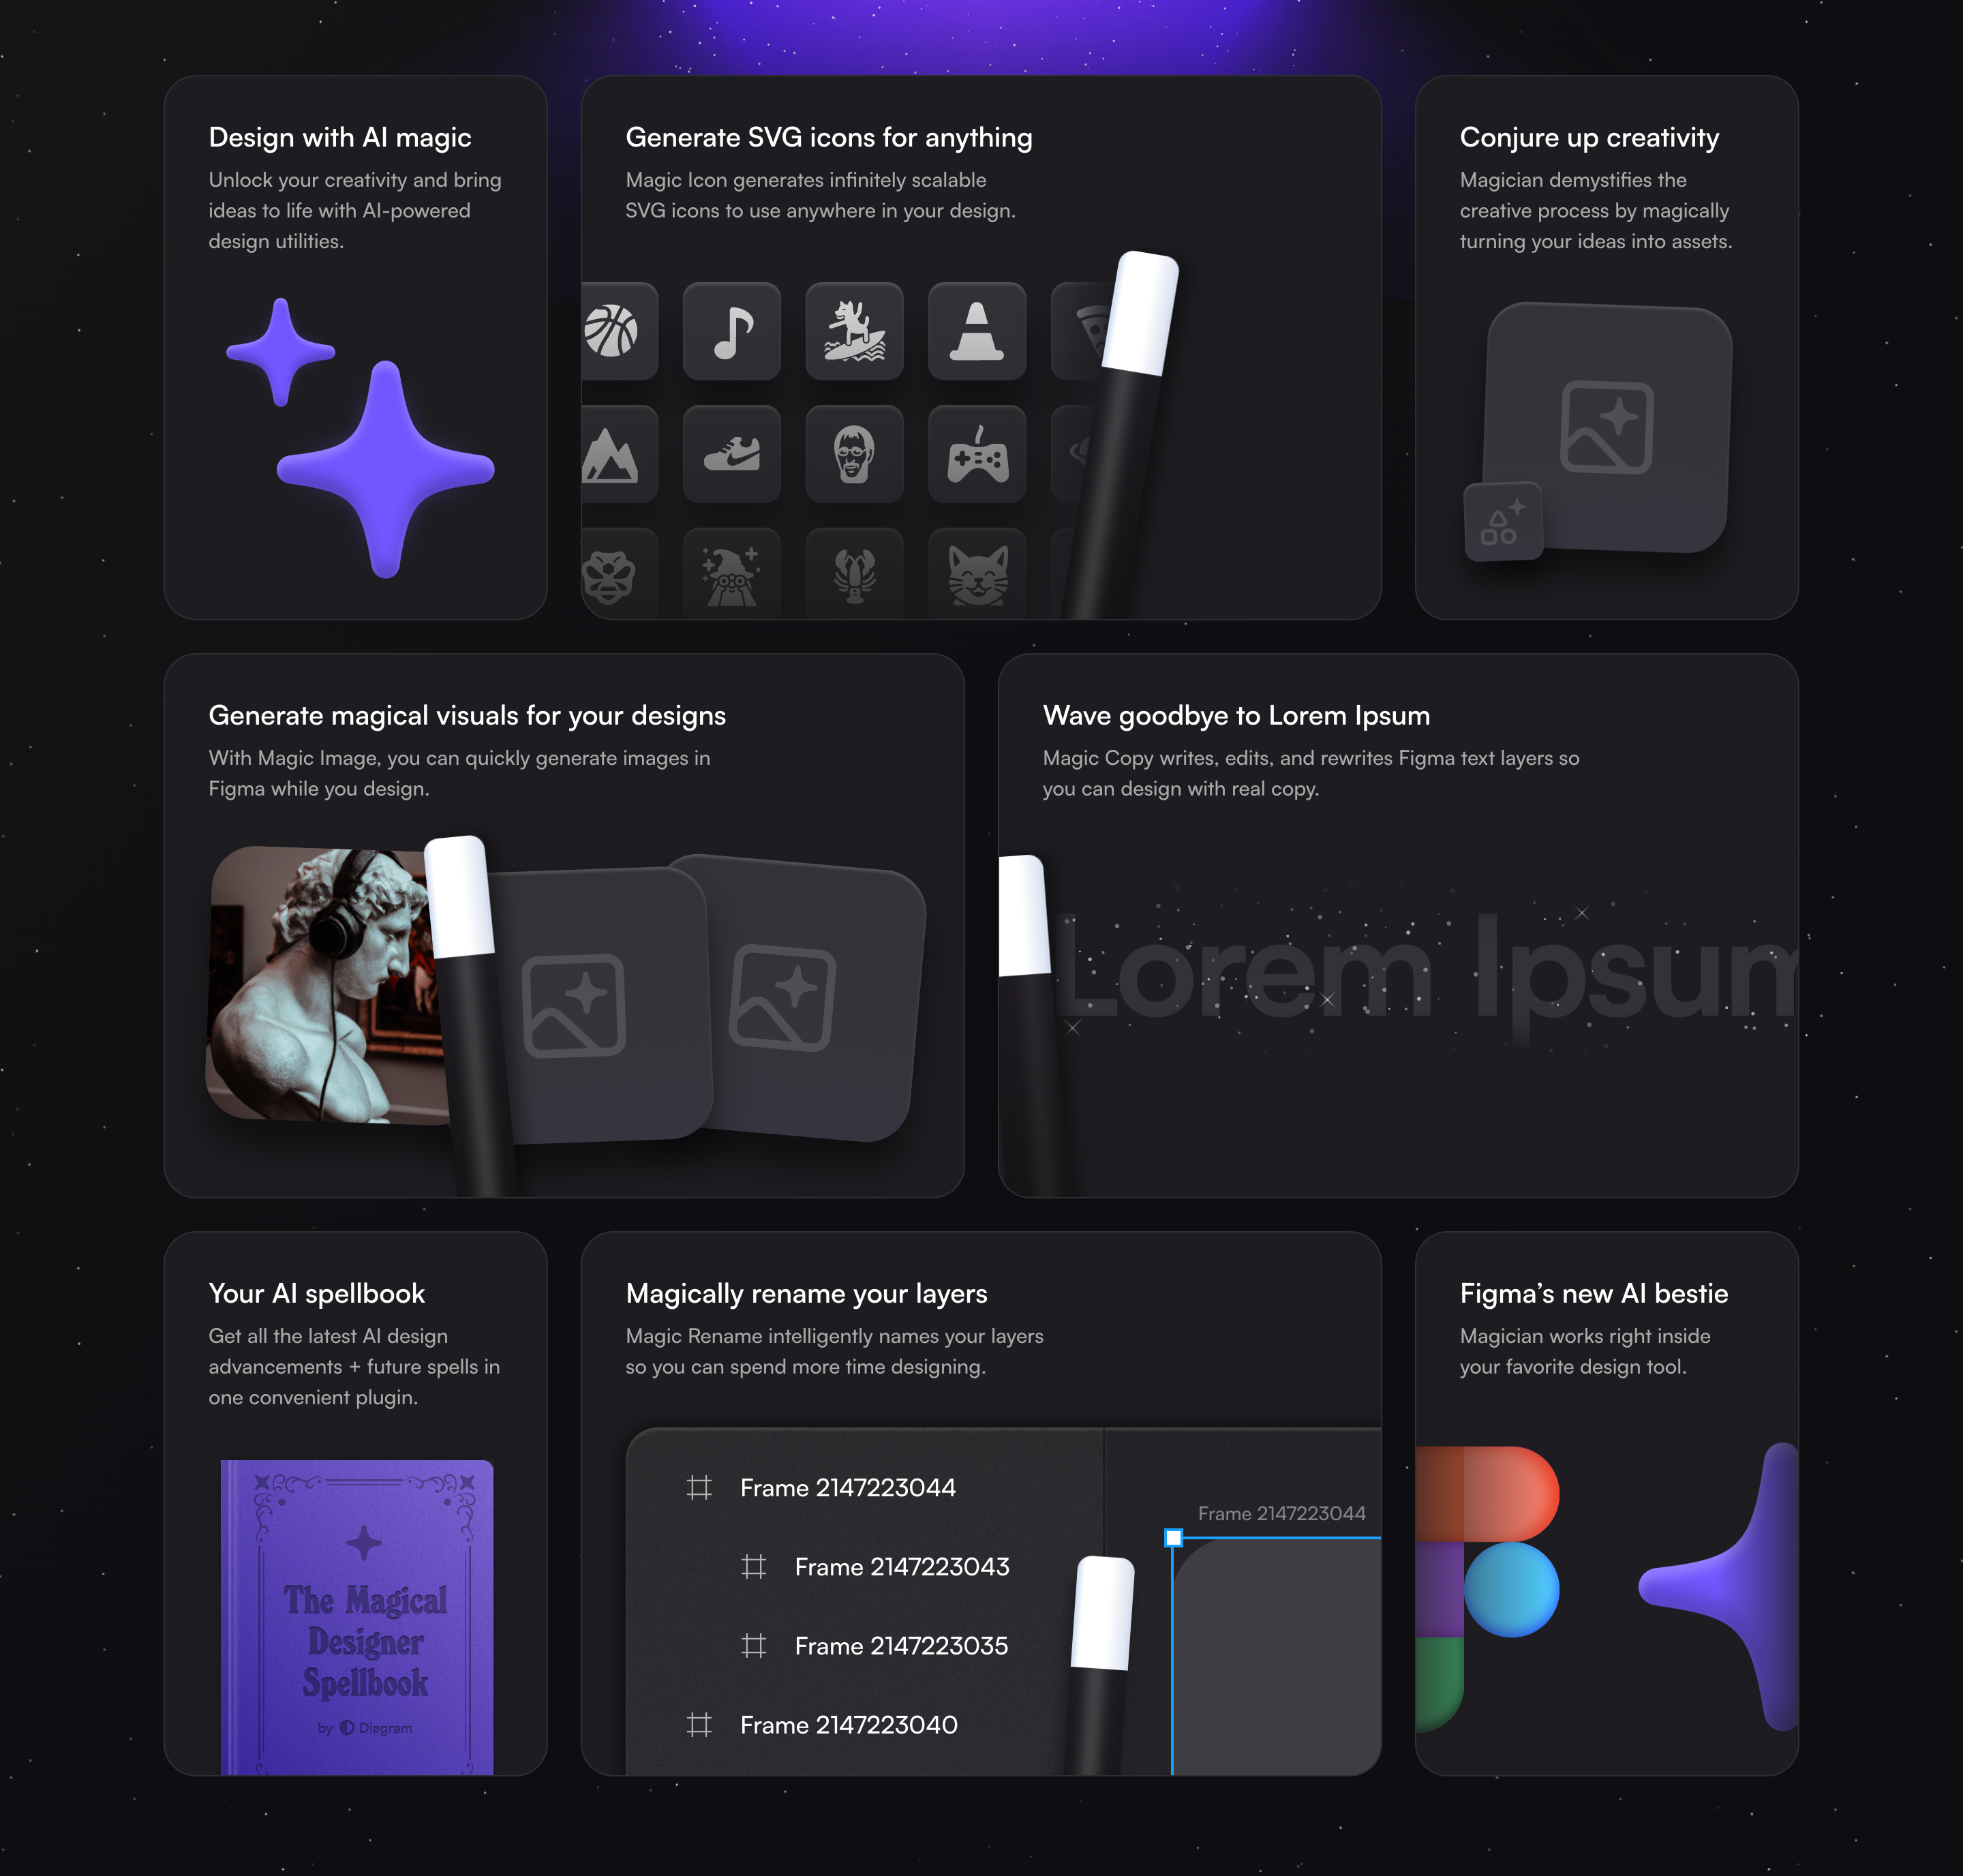 Design with AI magic
Unlock your creativity and bring
ideas to life with AI-powered
design utilities.
Generate SVG icons for anything
Magic Icon generates infinitely scalable
SVG icons to use anywhere in your design.
Conjure up creativity
Magician demystifies the
creative process by magically
turning your ideas into assets.
Generate magical visuals for your designs
With Magic Image, you can quickly generate images in
Figma while you design.
Wave goodbye to Lorem Ipsum
Magic Copy writes, edits, and rewrites Figma text layers so
you can design with real copy.
Lorem Ipsum
Your AI spellbook
Get all the latest AI design
advancements + future spells in
one convenient plugin.
The Magical
Designer
Spellbook
by Diagram
Magically rename your layers
Magic Rename intelligently names your layers
so you can spend more time designing.
Frame 2147223044
Frame 2147223043
Frame 2147223035
Frame 2147223040
Frame 2147223044
Figma’s new AI bestie
Magician works right inside
your favorite design tool.